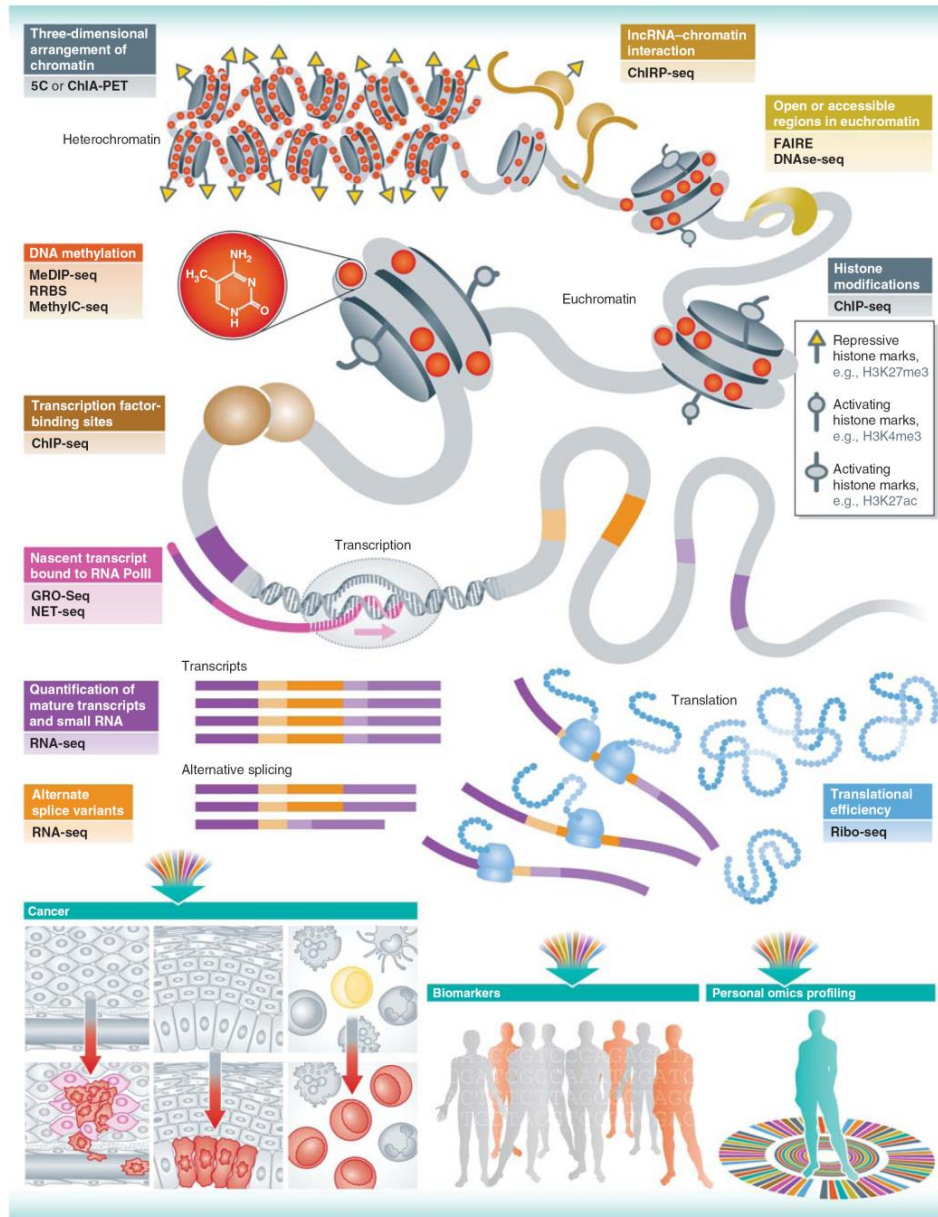 Three-dimensional
arrangement of
chromatin
5C or ChIA-PET
Heterochromatin
lncRNA–chromatin
interaction
ChIRP-seq
Open or accessible
regions in euchromatin
FAIRE
DNAse-seq
DNA methylation
MeDIP-seq
RRBS
MethylC-seq
NH2
H3C
N
N
H
O
Euchromatin
Histone
modifications
ChIP-seq
Repressive
histone marks,
e.g., H3K27me3
Activating
histone marks,
e.g., H3K4me3
Activating
histone marks,
e.g., H3K27ac
Transcription factor-
binding sites
ChIP-seq
Transcription
Nascent transcript
bound to RNA PolII
GRO-Seq
NET-seq
Transcripts
Quantification of
mature transcripts
and small RNA
RNA-seq
Translation
Alternative splicing
Alternate
splice variants
RNA-seq
Translational
efficiency
Ribo-seq
Cancer
Biomarkers
Personal omics profiling